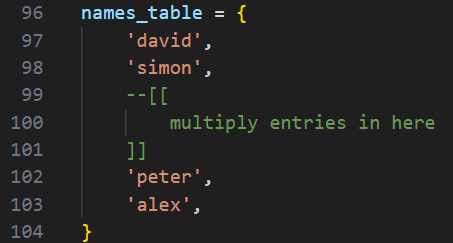 96 names_table = {
97 'david',
98 'simon',
99 --[[
100 multiply entries in here
101 ]]
102 'peter',
103 'alex',
104 }